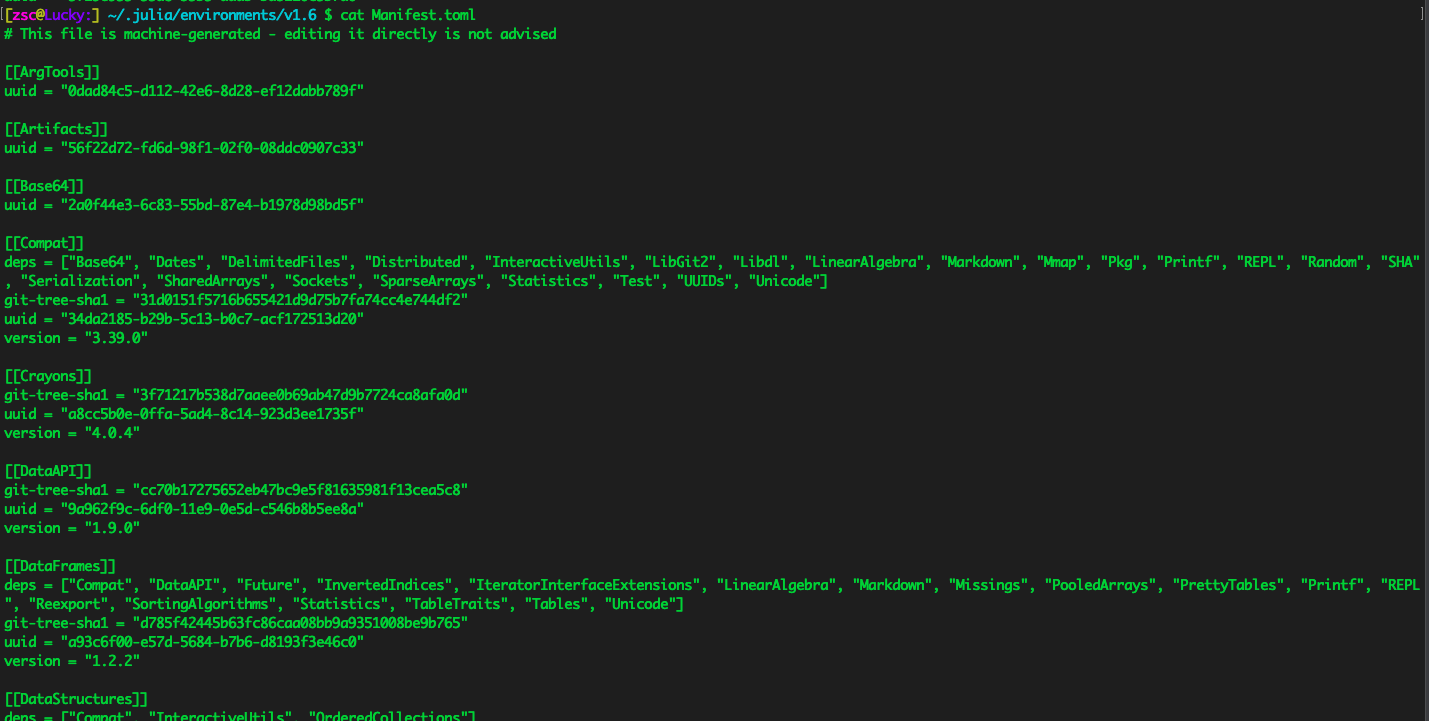 [[zsc@Lucky:] ~/.julia/environments/v1.6 $ cat Manifest.toml ]
# This file is machine-generated - editing it directly is not advised
[[ArgTools]]
uuid = "0dad84c5-d112-42e6-8d28-ef12dabb789f"
[[Artifacts]]
uuid = "56f22d72-fd6d-98f1-02f0-08ddc0907c33"
[[Base64]]
uuid = "2a0f44e3-6c83-55bd-87e4-b1978d98bd5f"
[[Compat]]
deps = ["Base64", "Dates", "DelimitedFiles", "Distributed", "InteractiveUtils", "LibGit2", "Libdl", "LinearAlgebra", "Markdown", "Mmap", "Pkg", "Printf", "REPL", "Random", "SHA"
, "Serialization", "SharedArrays", "Sockets", "SparseArrays", "Statistics", "Test", "UUIDs", "Unicode"]
git-tree-sha1 = "31d0151f5716b655421d9d75b7fa74cc4e744df2"
uuid = "34da2185-b29b-5c13-b0c7-acf172513d20"
version = "3.39.0"
[[Crayons]]
git-tree-sha1 = "3f71217b538d7aaee0b69ab47d9b7724ca8afa0d"
uuid = "a8cc5b0e-0ffa-5ad4-8c14-923d3ee1735f"
version = "4.0.4"
[[DataAPI]]
git-tree-sha1 = "cc70b17275652eb47bc9e5f81635981f13cea5c8"
uuid = "9a962f9c-6df0-11e9-0e5d-c546b8b5ee8a"
version = "1.9.0"
[[DataFrames]]
deps = ["Compat", "DataAPI", "Future", "InvertedIndices", "IteratorInterfaceExtensions", "LinearAlgebra", "Markdown", "Missings", "PooledArrays", "PrettyTables", "Printf", "REPL
", "Reexport", "SortingAlgorithms", "Statistics", "TableTraits", "Tables", "Unicode"]
git-tree-sha1 = "d785f42445b63fc86caa08bb9a9351008be9b765"
uuid = "a93c6f00-e57d-5684-b7b6-d8193f3e46c0"
version = "1.2.2"
[[DataStructures]]
deps = ["Compat", "InteractiveUtils", "OrderedCollections"]